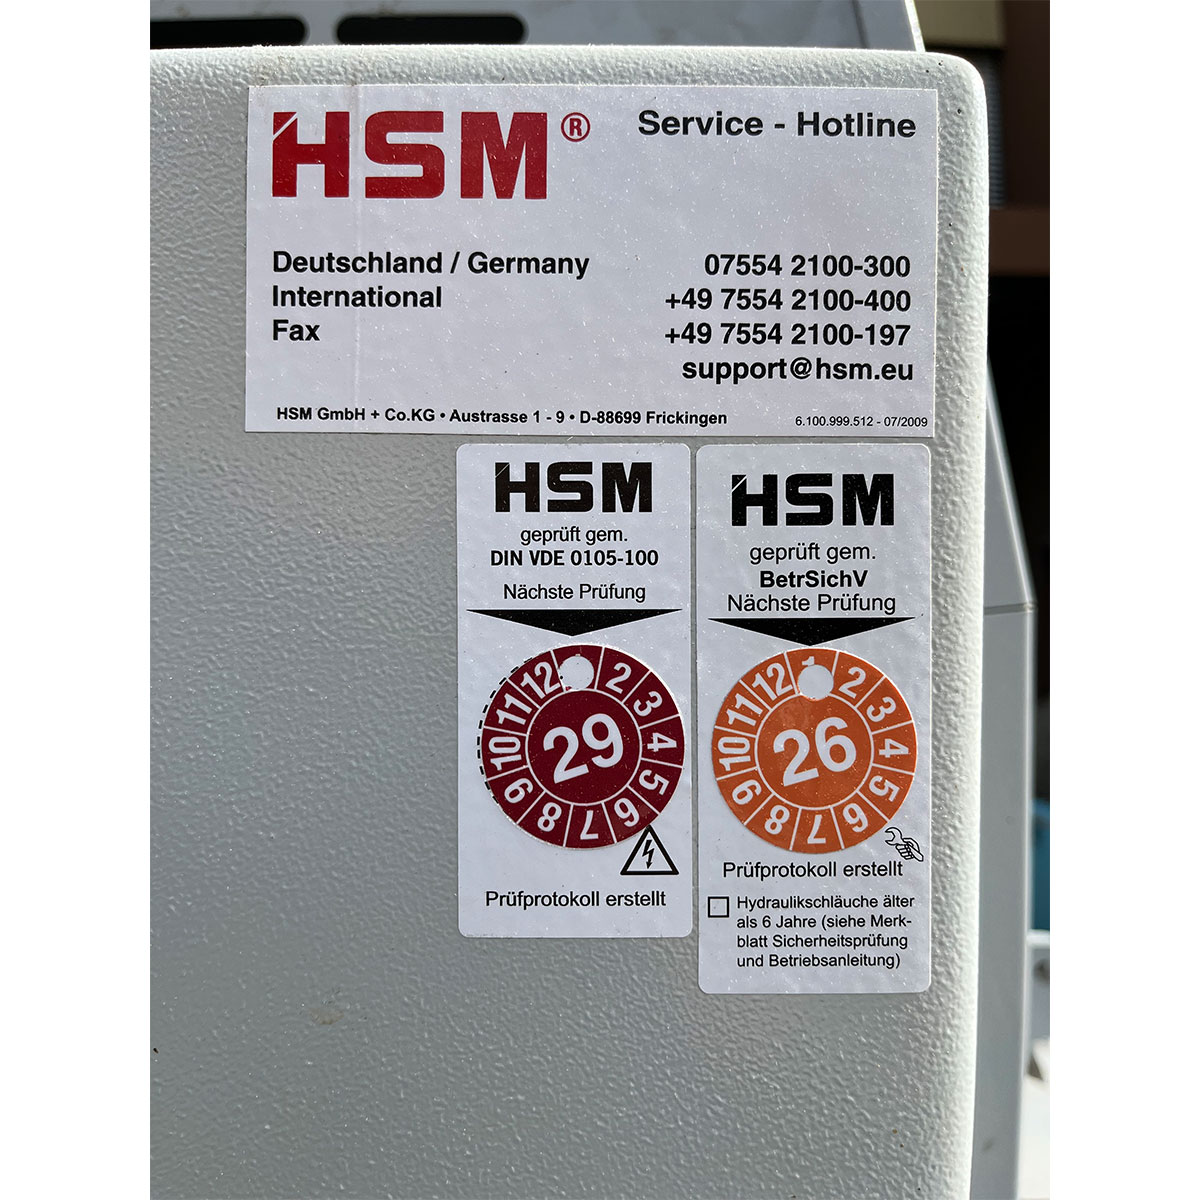 HSM®
Service - Hotline
Deutschland / Germany 07554 2100-300
International +49 7554 2100-400
Fax +49 7554 2100-197
support@hsm.eu
HSM GmbH + Co.KG • Austrasse 1 - 9 • D-88699 Frickingen
6.100.999.512 - 07/2009
HSM
geprüft gem.
DIN VDE 0105-100
Nächste Prüfung
12 2 3 4 5 6 7 8 9 10 11
29
Prüfprotokoll erstellt
HSM
geprüft gem.
BetrSichV
Nächste Prüfung
12 1 2 3 4 5 6 7 8 9 10 11
26
Prüfprotokoll erstellt
Hydraulikschläuche älter
als 6 Jahre (siehe Merk-
blatt Sicherheitsprüfung
und Betriebsanleitung)